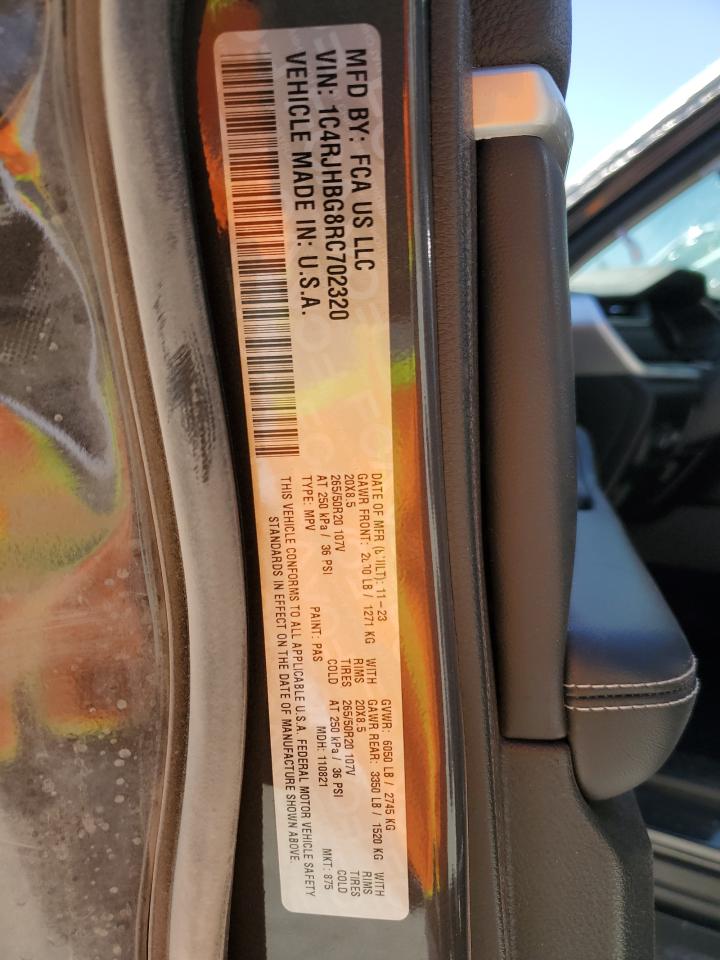 MFD BY: FCA US LLC
VIN: 1C4RJHBG8RC702320
VEHICLE MADE IN: U.S.A.
DATE OF MFR 11-23 GVWR: 6050 LB / 2745 KG
GAWR FRONT: LB / 1271 KG WITH GAWR REAR: 3350 LB / 1520 KG WITH
20X8.5 RIMS 20X8.5 RIMS
265/50R20 107V TIRES 265/50R20 107V TIRES
AT 250 kPa / 36 PSI COLD AT 250 kPa / 36 PSI COLD
TYPE: MPV PAINT: PAS MDH: 110821 MKT: 875
THIS VEHICLE CONFORMS TO ALL APPLICABLE U.S.A. FEDERAL MOTOR VEHICLE SAFETY
STANDARDS IN EFFECT ON THE DATE OF MANUFACTURE SHOWN ABOVE.